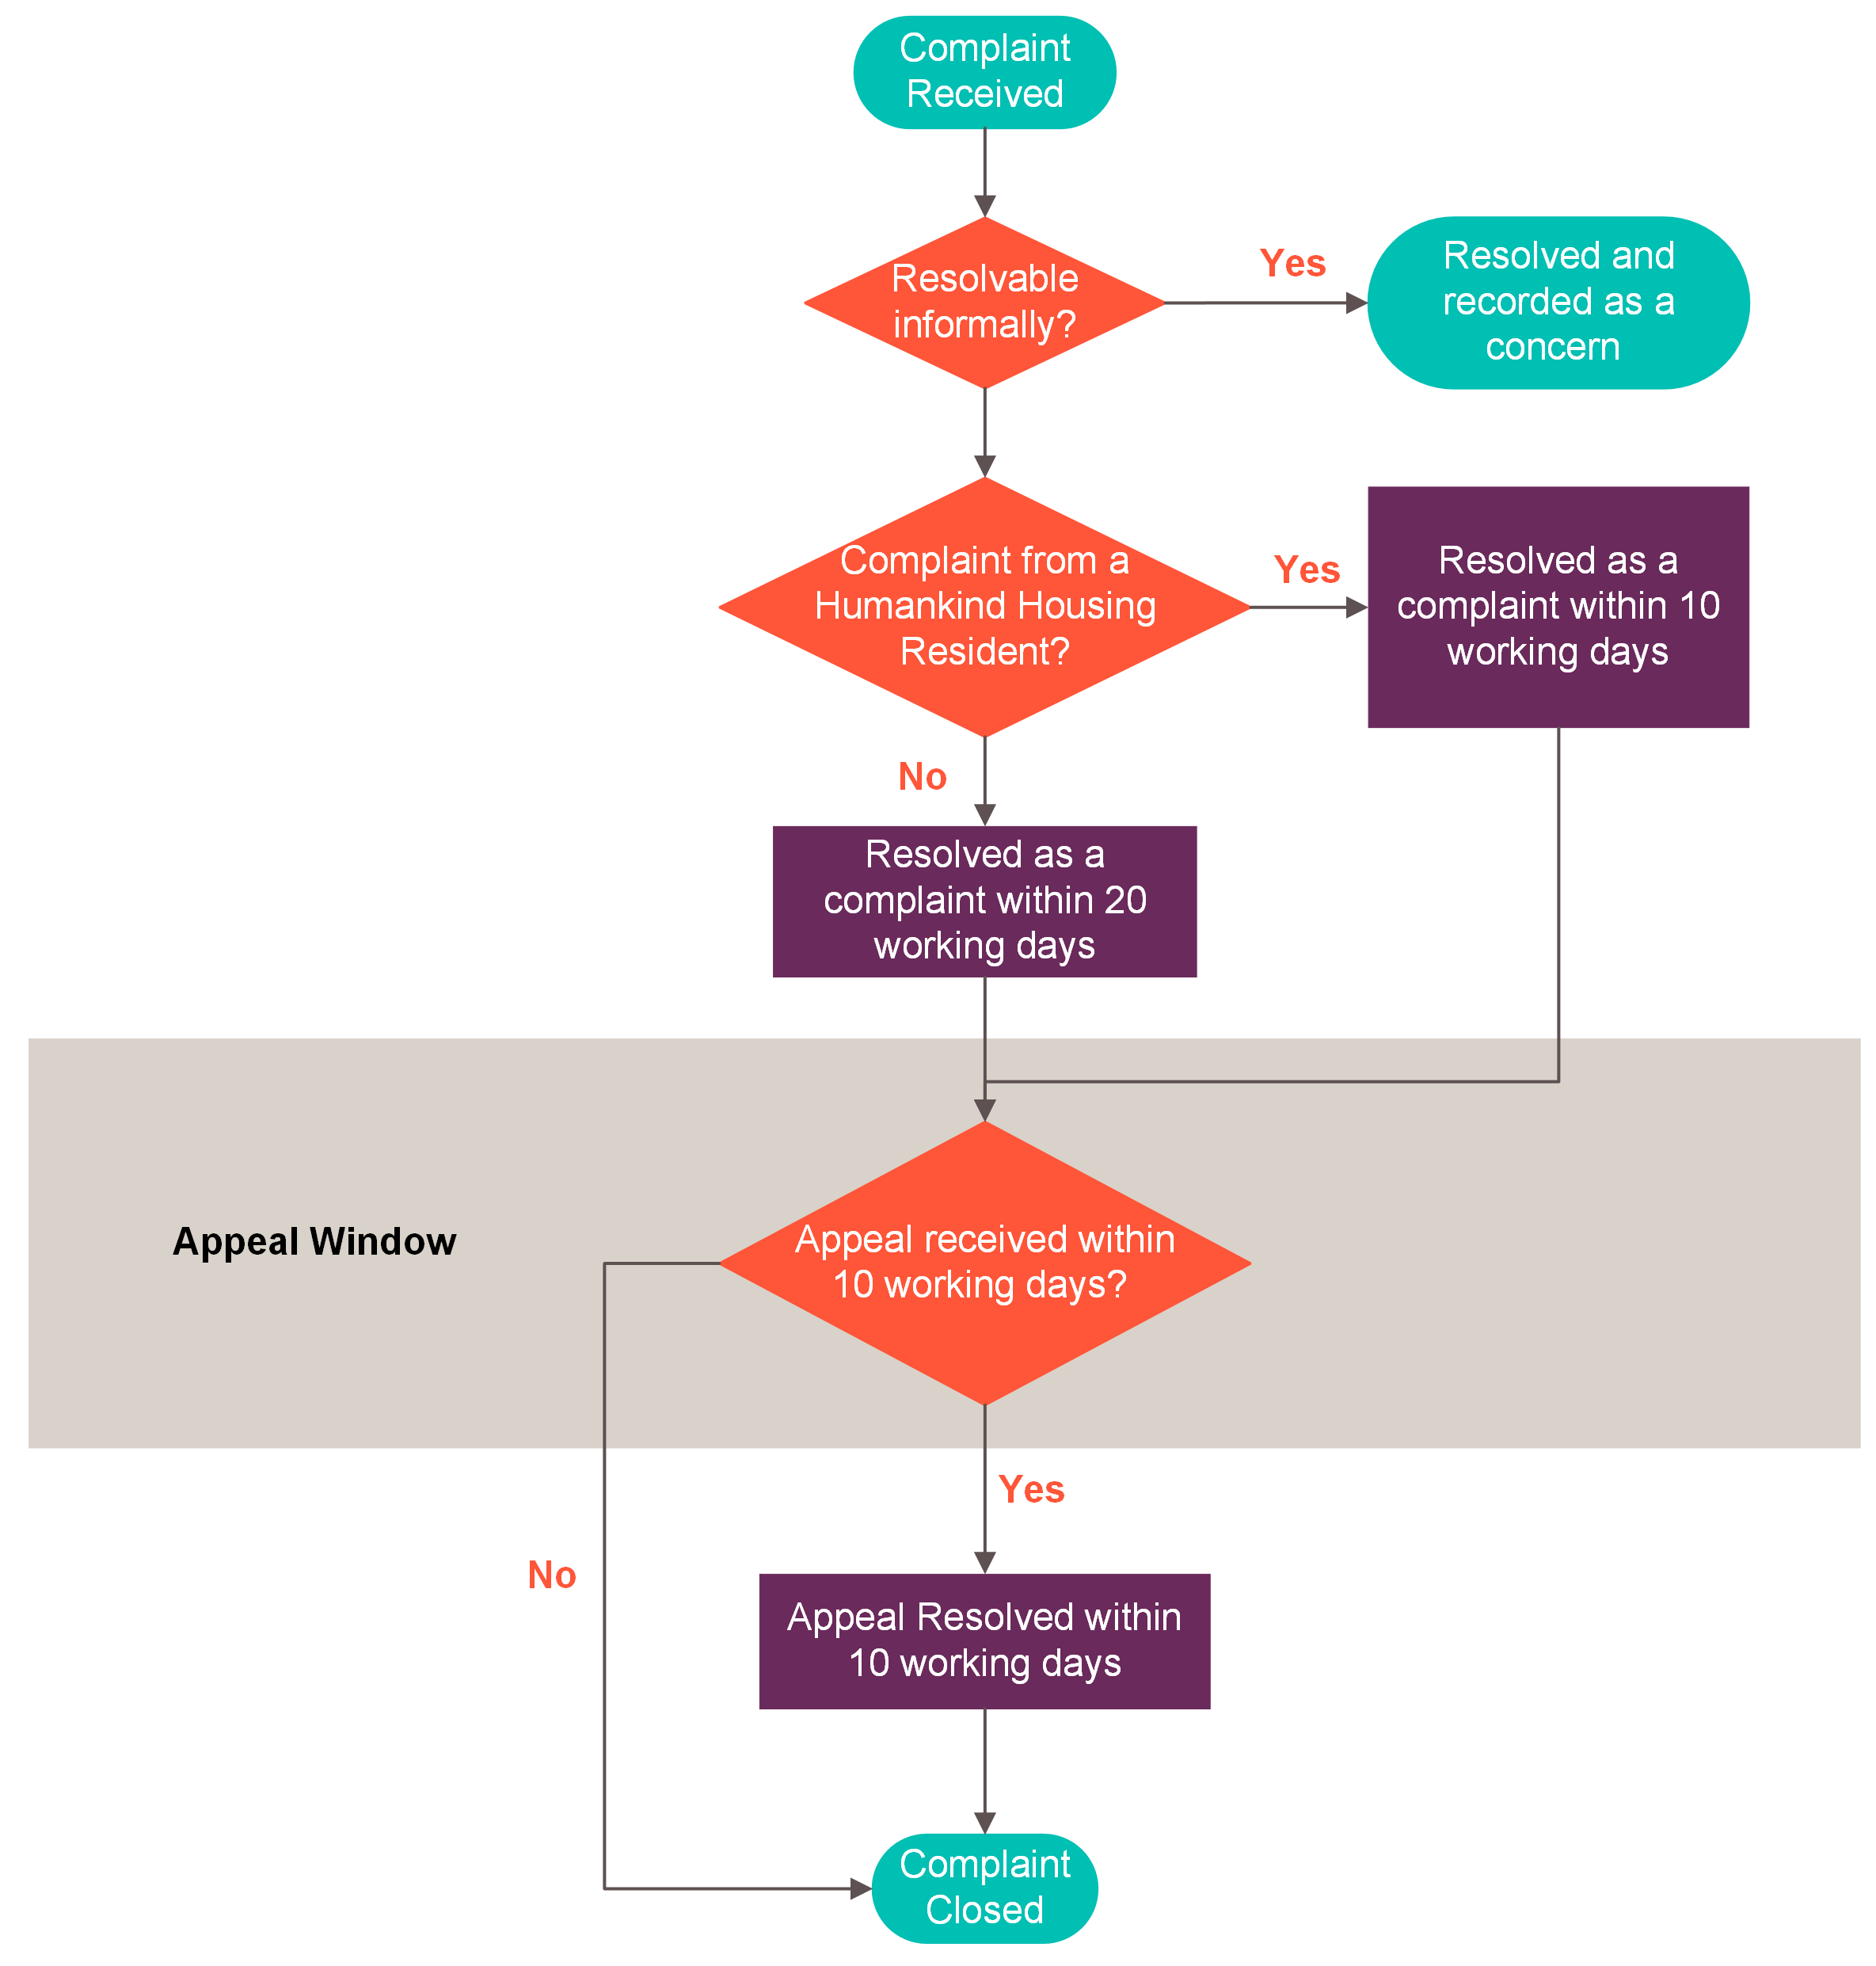 Complaint
Received
Resolvable
informally?
Yes
Resolved and
recorded as a
concern
Complaint from a
Humankind Housing
Resident?
Yes
Resolved as a
complaint within 10
working days
No
Resolved as a
complaint within 20
working days
Appeal Window
Appeal received within
10 working days?
Yes
No
Appeal Resolved within
10 working days
Complaint
Closed